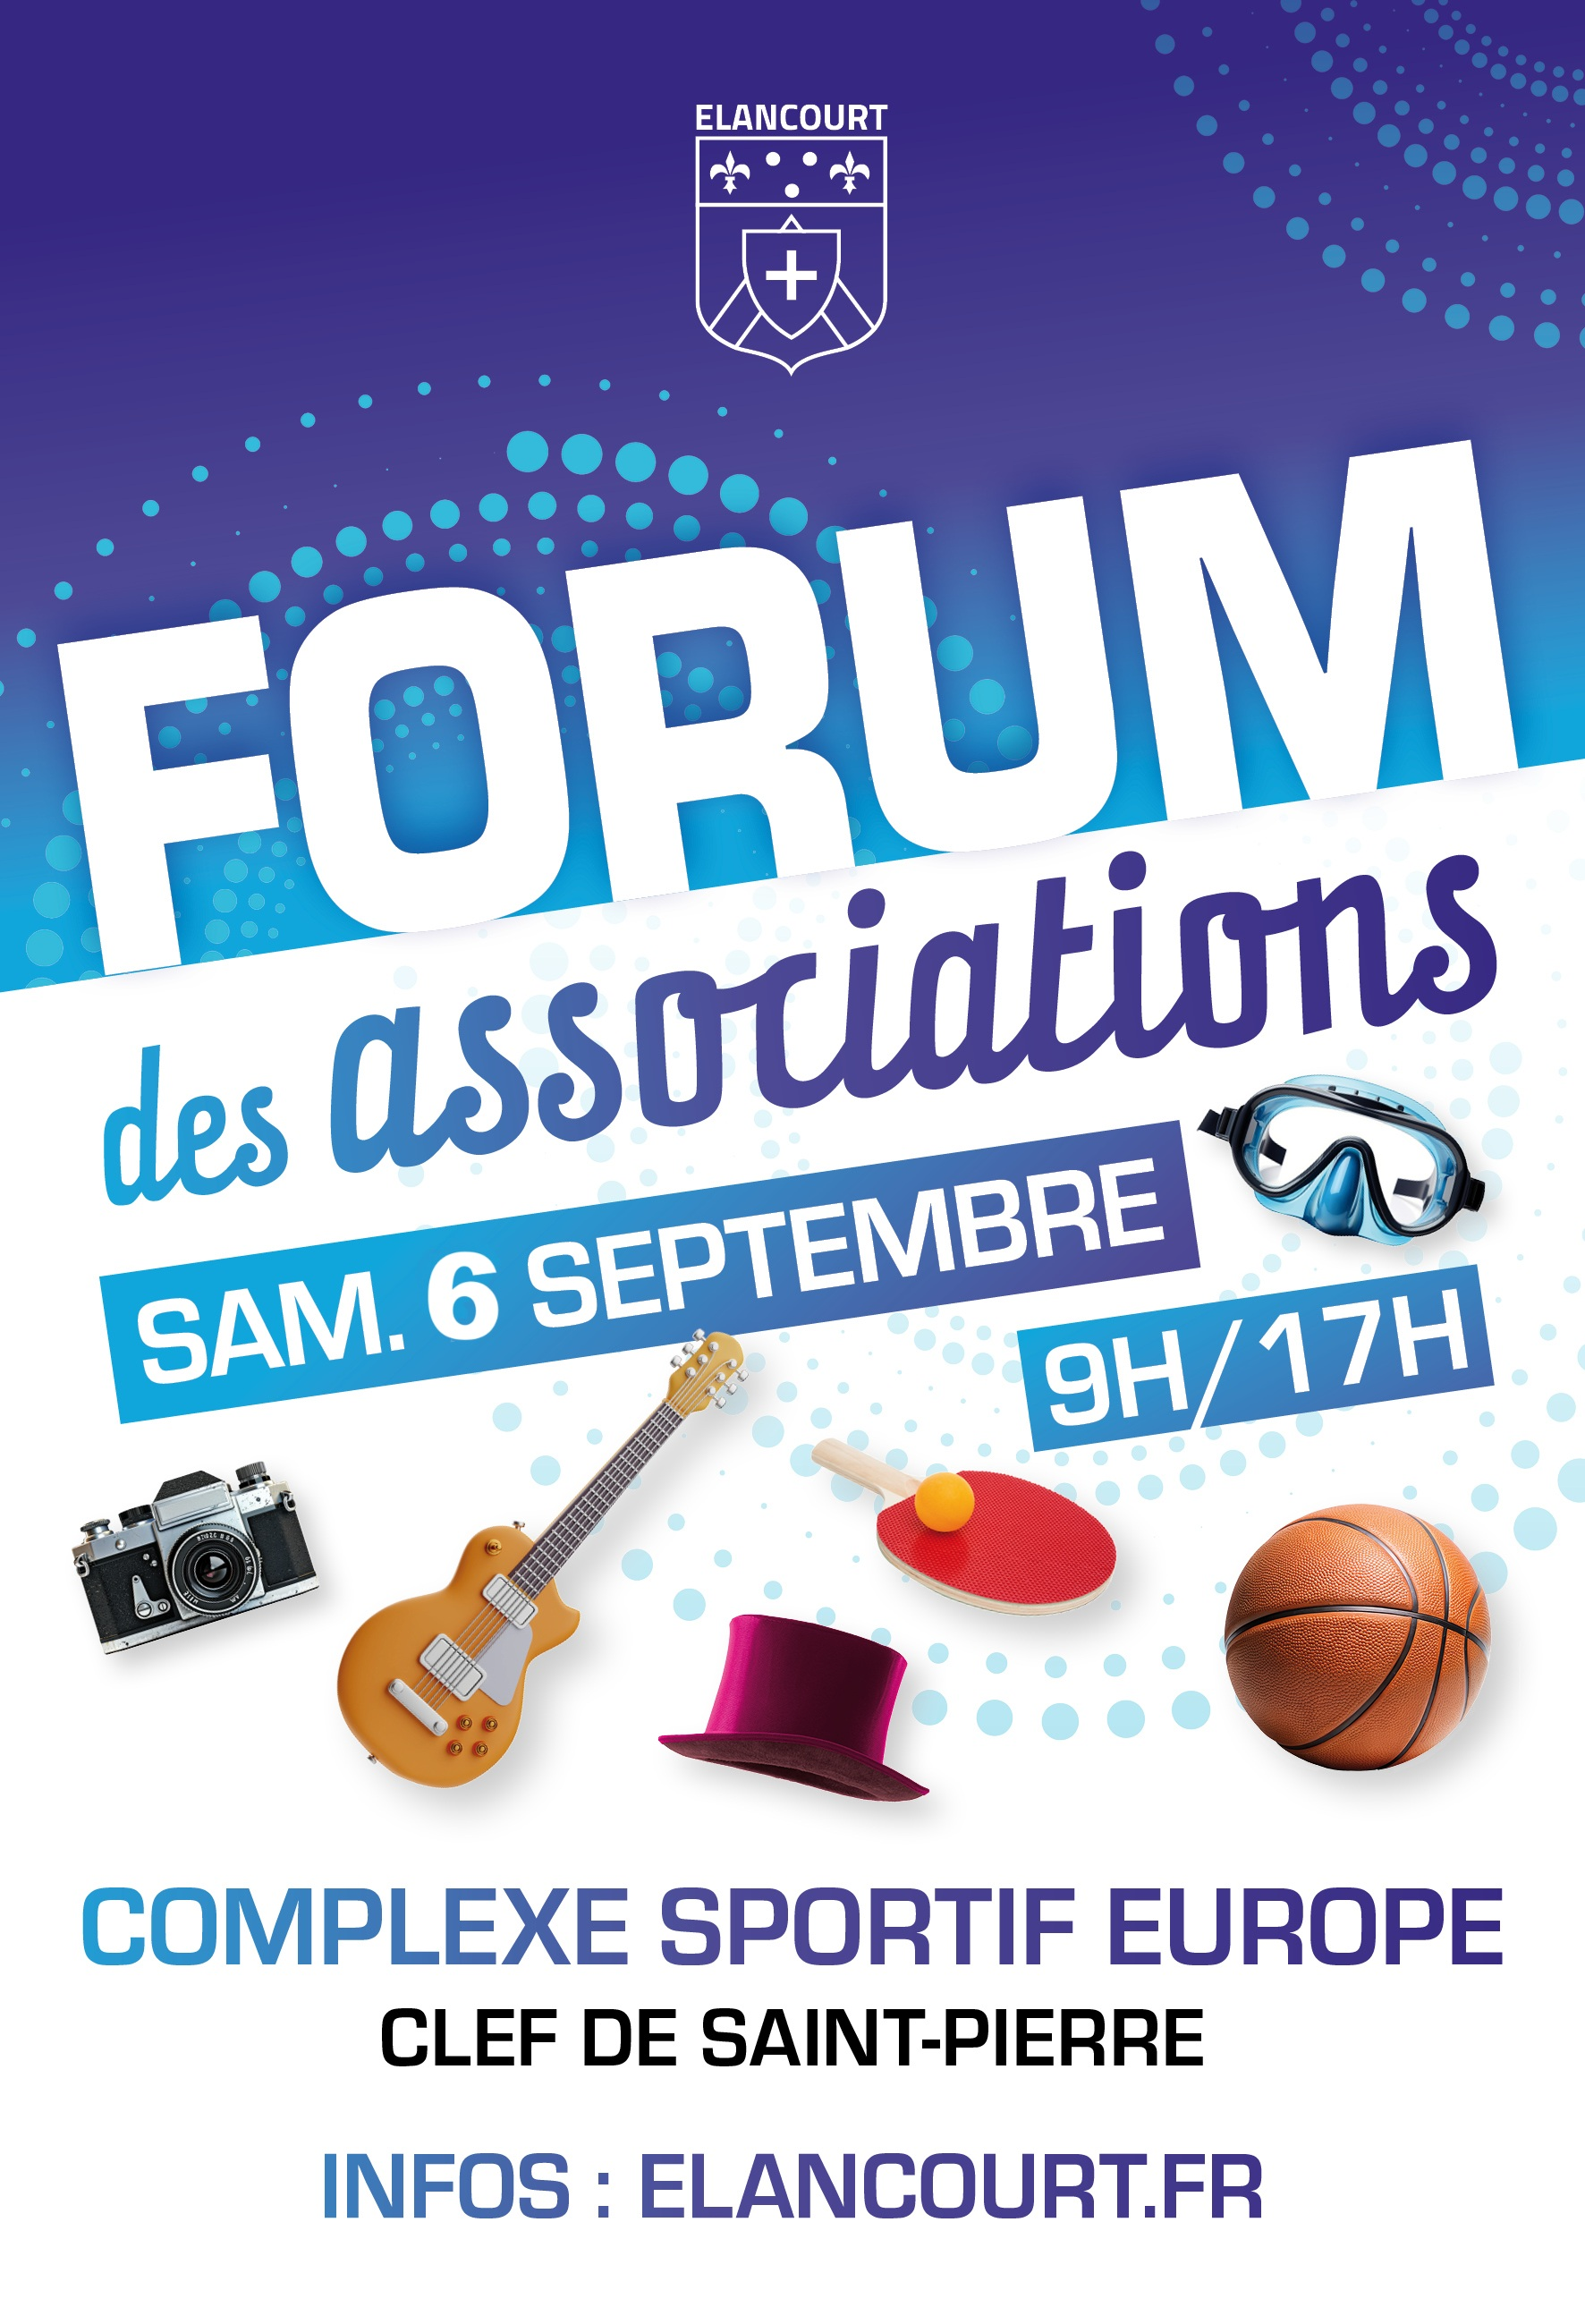 ELANCOURT
FORUM
des associations
SAM. 6 SEPTEMBRE
9H/17H
COMPLEXE SPORTIF EUROPE
CLEF DE SAINT-PIERRE
INFOS : ELANCOURT.FR